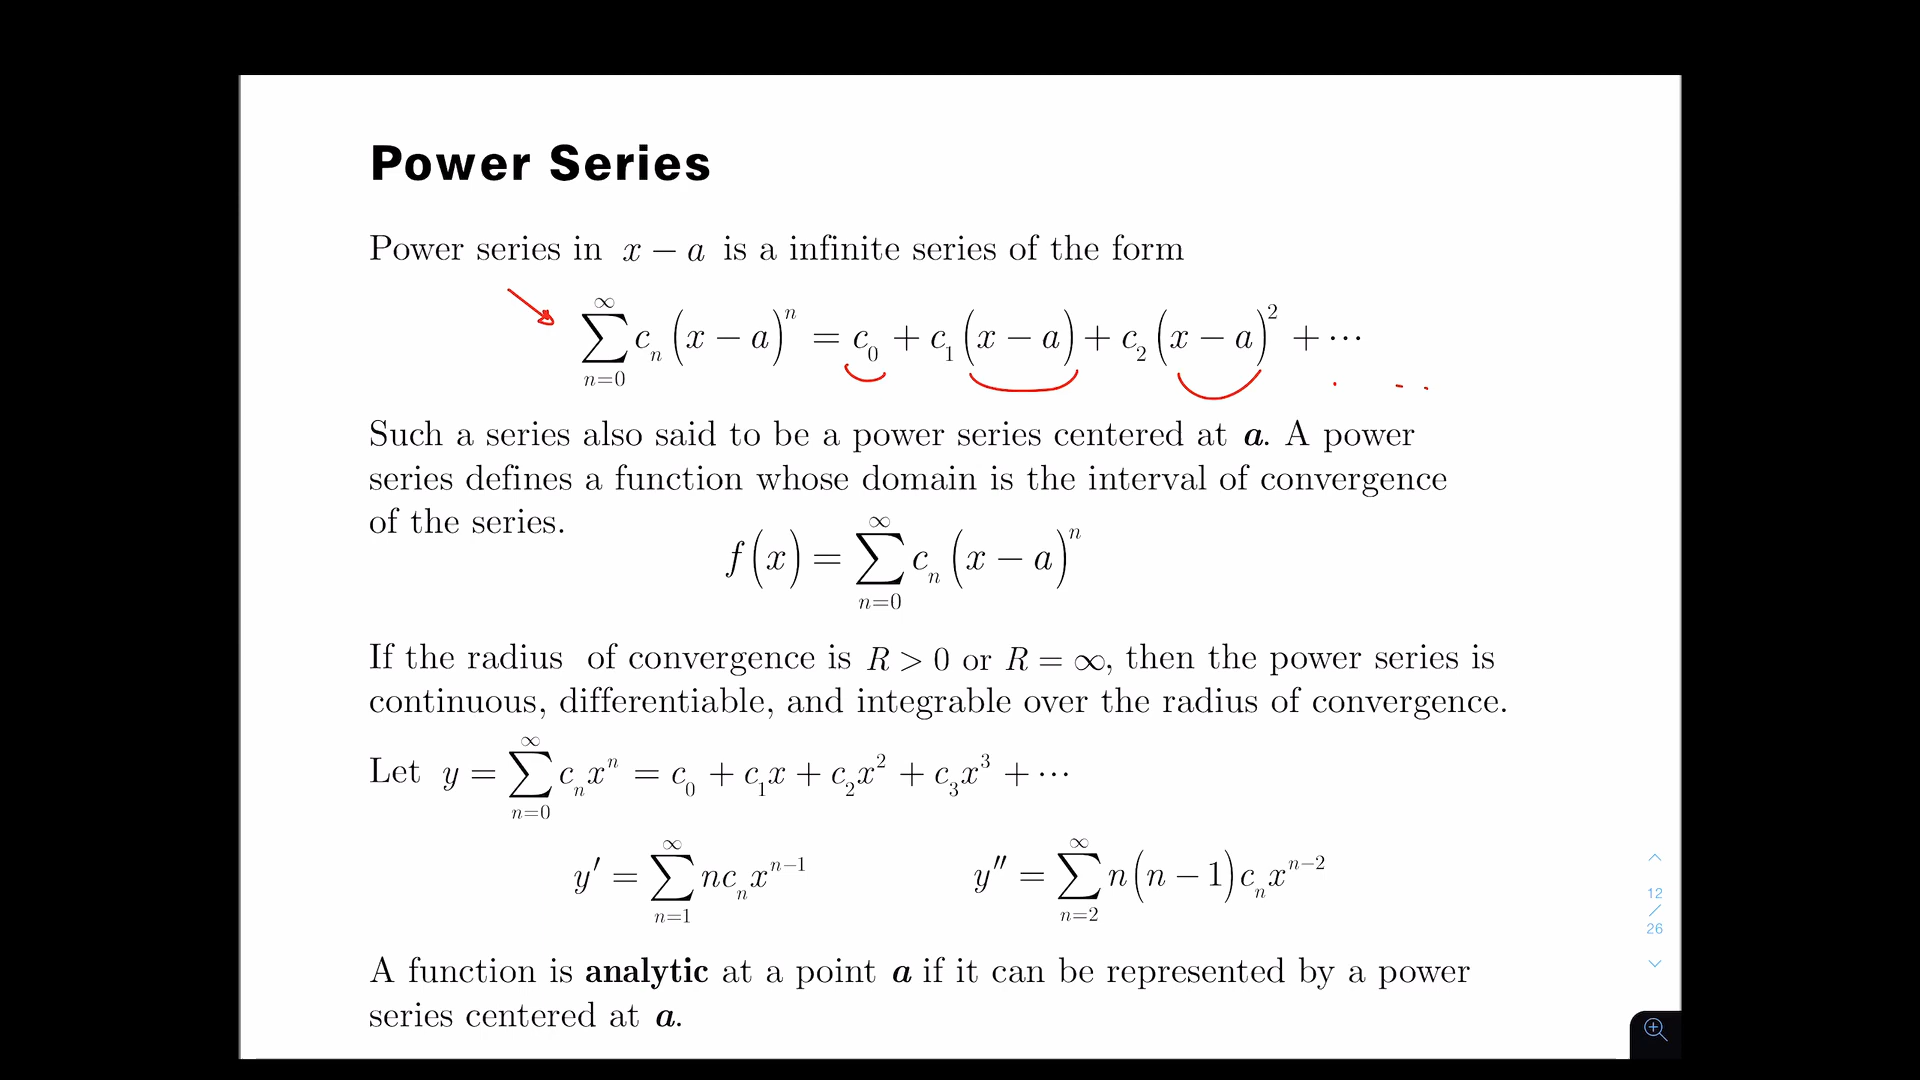 Power Series
Power series in x − a is a infinite series of the form
∑_{n=0}^{∞} c_n (x − a)^n = c_0 + c_1 (x − a) + c_2 (x − a)^2 + ⋯
Such a series also said to be a power series centered at a. A power
series defines a function whose domain is the interval of convergence
of the series.
f(x) = ∑_{n=0}^{∞} c_n (x − a)^n
If the radius of convergence is R > 0 or R = ∞, then the power series is
continuous, differentiable, and integrable over the radius of convergence.
Let y = ∑_{n=0}^{∞} c_n x^n = c_0 + c_1 x + c_2 x^2 + c_3 x^3 + ⋯
y′ = ∑_{n=1}^{∞} nc_n x^{n−1} y″ = ∑_{n=2}^{∞} n(n − 1)c_n x^{n−2}
A function is analytic at a point a if it can be represented by a power
series centered at a.
12
/
26